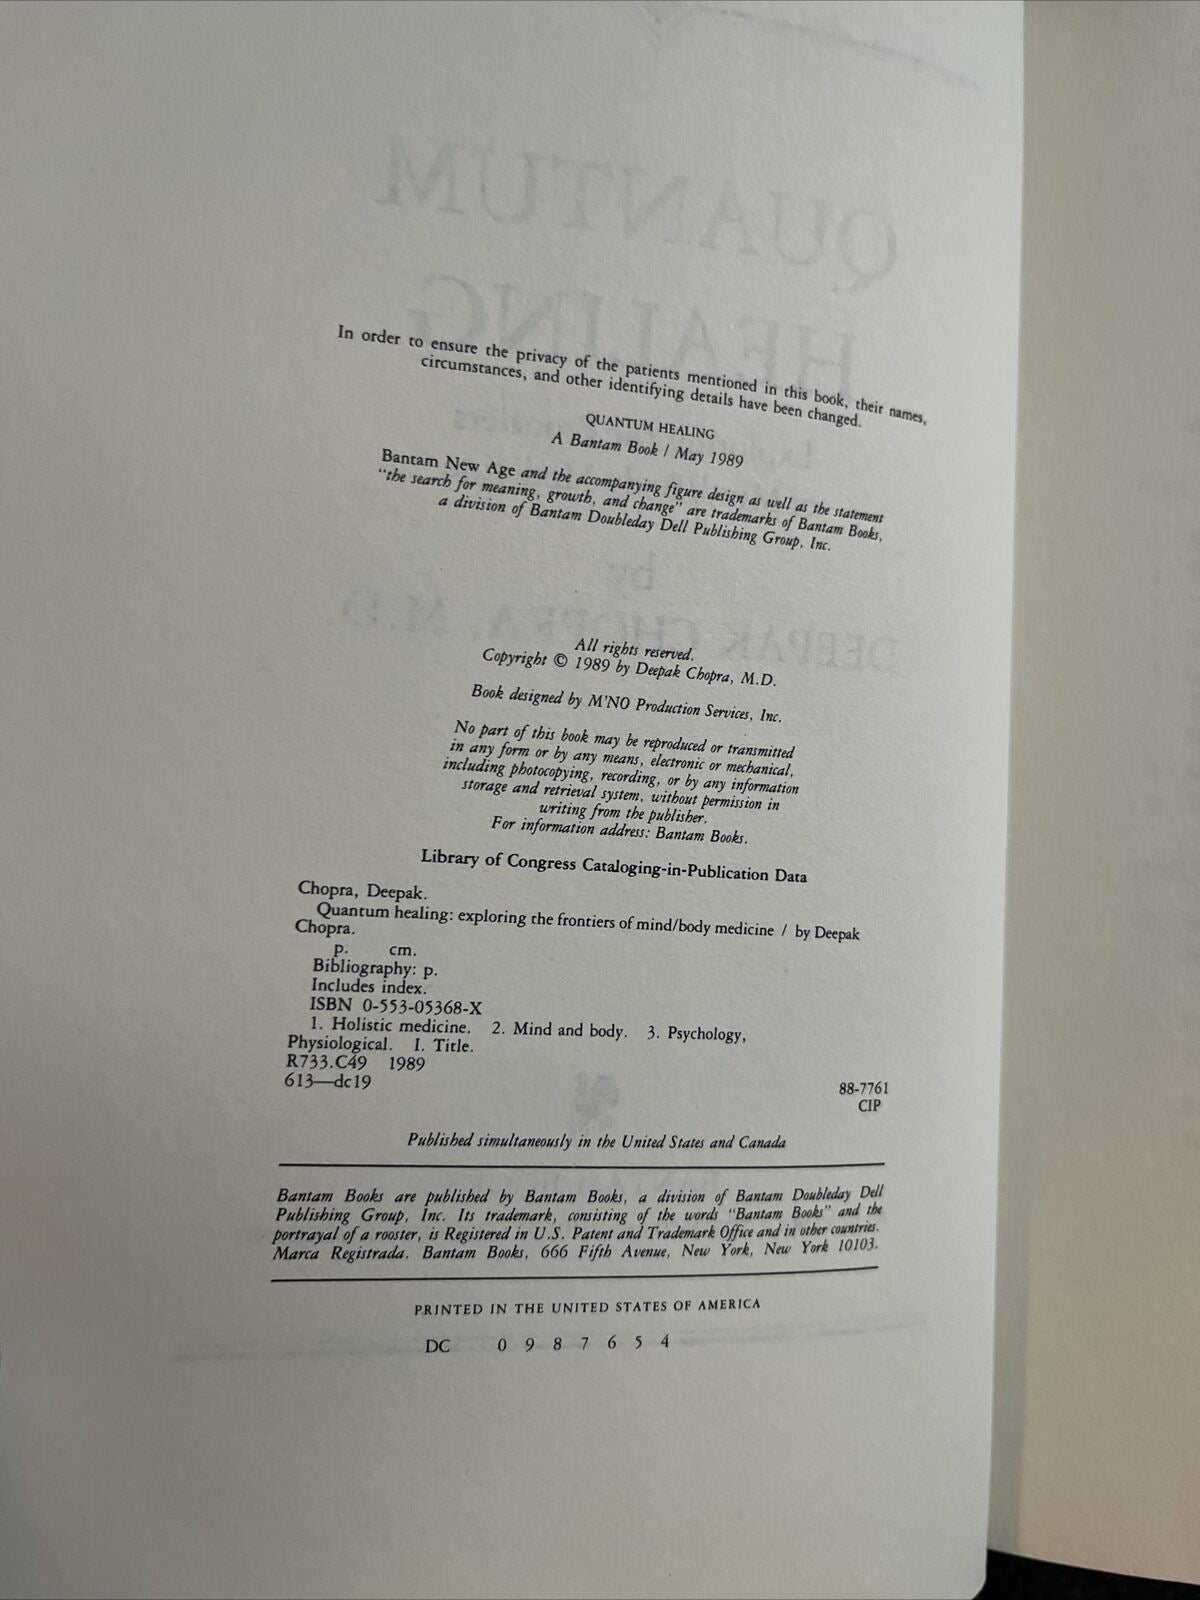 In order to ensure the privacy of the patients mentioned in this book, their names,
circumstances, and other identifying details have been changed.
QUANTUM HEALING
A Bantam Book / May 1989
Bantam New Age and the accompanying figure design as well as the statement
"the search for meaning, growth, and change" are trademarks of Bantam Books,
a division of Bantam Doubleday Dell Publishing Group, Inc.
All rights reserved.
Copyright © 1989 by Deepak Chopra, M.D.
Book designed by M'NO Production Services, Inc.
No part of this book may be reproduced or transmitted
in any form or by any means, electronic or mechanical,
including photocopying, recording, or by any information
storage and retrieval system, without permission in
writing from the publisher.
For information address: Bantam Books.
Library of Congress Cataloging-in-Publication Data
Chopra, Deepak.
Quantum healing: exploring the frontiers of mind/body medicine / by Deepak
Chopra.
p. cm.
Bibliography: p.
Includes index.
ISBN 0-553-05368-X
1. Holistic medicine. 2. Mind and body. 3. Psychology,
Physiological. I. Title.
R733.C49 1989
613—dc19
88-7761
CIP
Published simultaneously in the United States and Canada
Bantam Books are published by Bantam Books, a division of Bantam Doubleday Dell
Publishing Group, Inc. Its trademark, consisting of the words "Bantam Books" and the
portrayal of a rooster, is Registered in U.S. Patent and Trademark Office and in other countries.
Marca Registrada. Bantam Books, 666 Fifth Avenue, New York, New York 10103.
PRINTED IN THE UNITED STATES OF AMERICA
DC 0 9 8 7 6 5 4